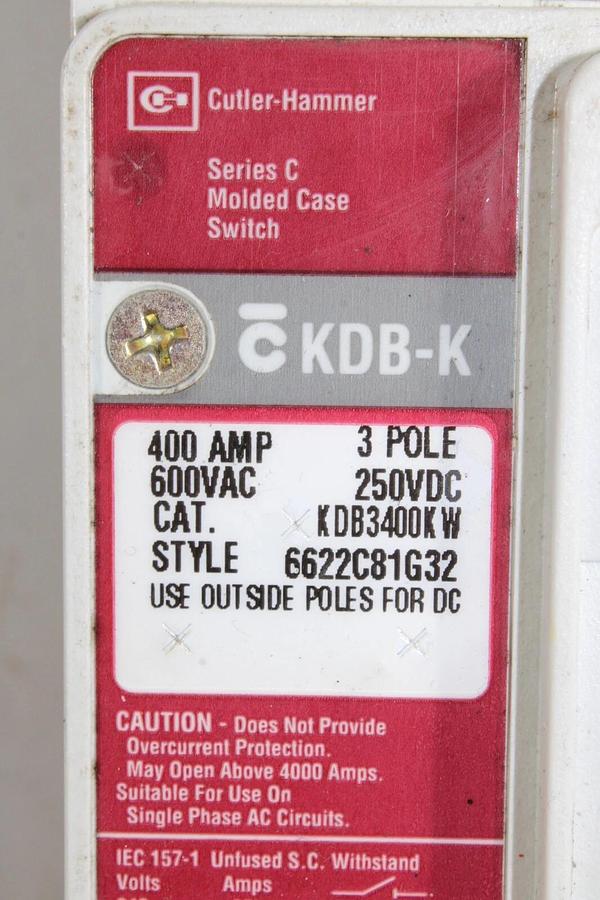 Cutler-Hammer
Series C
Molded Case
Switch
C KDB-K
400 AMP 3 POLE
600VAC 250VDC
CAT. KDB3400KW
STYLE 6622C81G32
USE OUTSIDE POLES FOR DC
CAUTION - Does Not Provide
Overcurrent Protection.
May Open Above 4000 Amps.
Suitable For Use On
Single Phase AC Circuits.
IEC 157-1 Unfused S.C. Withstand
Volts Amps